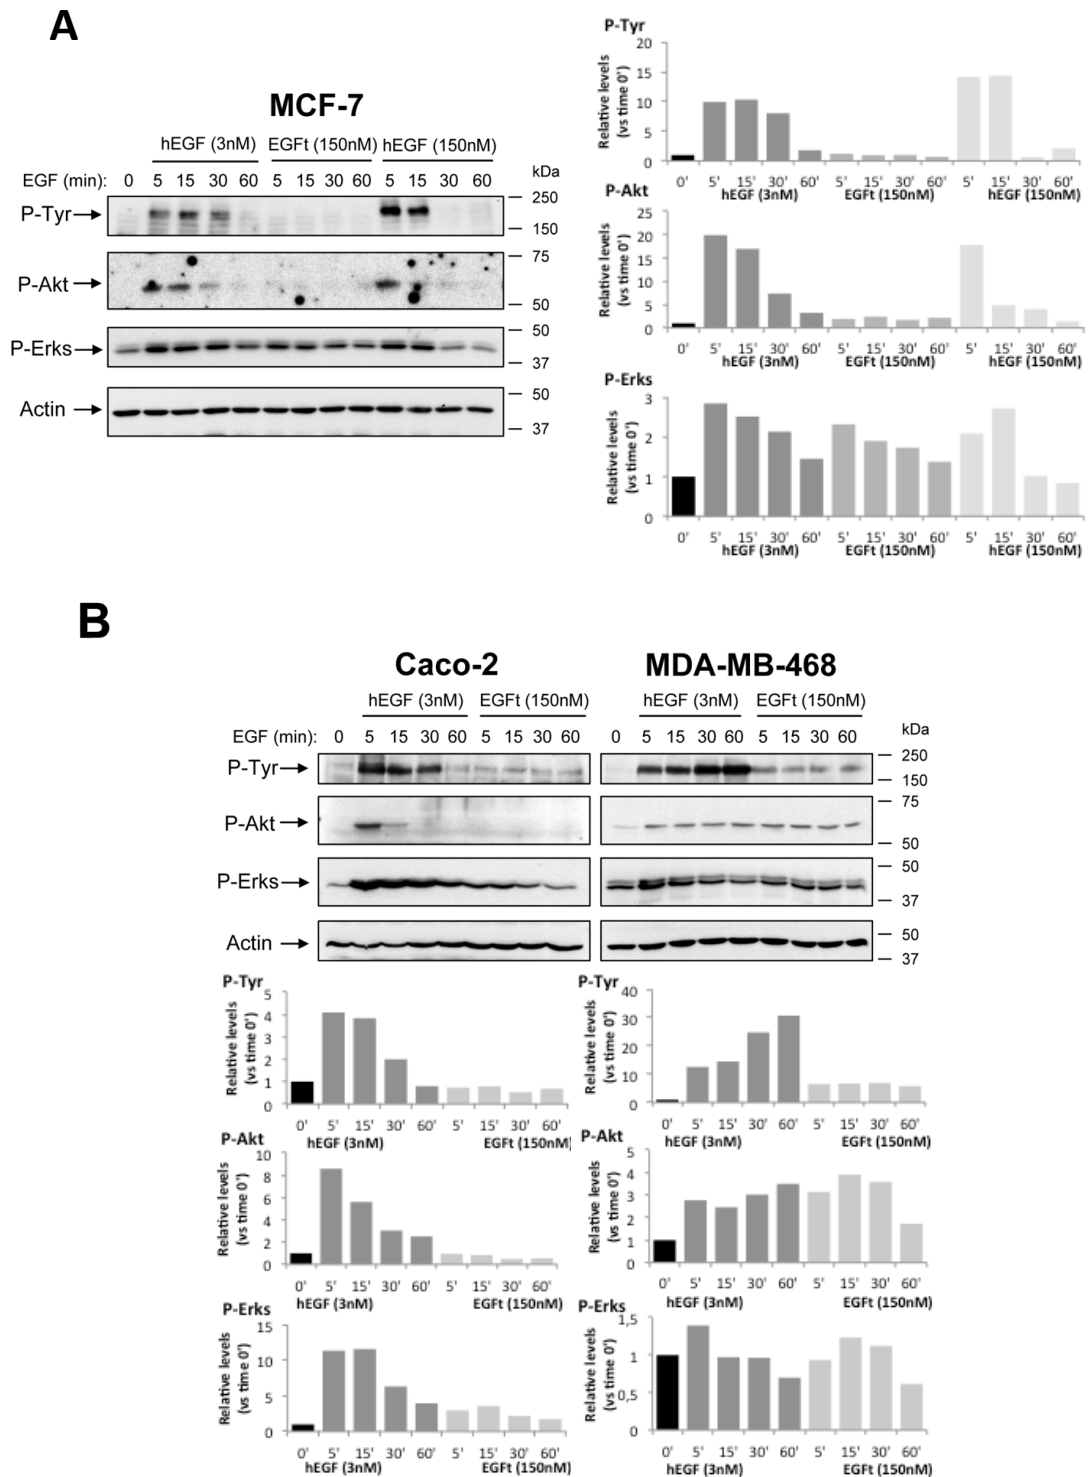 A
MCF-7
hEGF (3nM) EGFt (150nM) hEGF (150nM)
EGF (min): 0 5 15 30 60 5 15 30 60 5 15 30 60 kDa
P-Tyr 250
150
P-Akt 75
50
P-Erks 50
37
Actin 50
37
P-Tyr
Relative levels
(vs time 0')
20
15
10
5
0
0' 5' 15' 30' 60' 5' 15' 30' 60' 5' 15' 30' 60'
hEGF (3nM) EGFt (150nM) hEGF (150nM)
P-Akt
Relative levels
(vs time 0')
25
20
15
10
5
0
0' 5' 15' 30' 60' 5' 15' 30' 60' 5' 15' 30' 60'
hEGF (3nM) EGFt (150nM) hEGF (150nM)
P-Erks
Relative levels
(vs time 0')
3
2
1
0
0' 5' 15' 30' 60' 5' 15' 30' 60' 5' 15' 30' 60'
hEGF (3nM) EGFt (150nM) hEGF (150nM)
B
Caco-2 MDA-MB-468
hEGF (3nM) EGFt (150nM) hEGF (3nM) EGFt (150nM)
EGF (min): 0 5 15 30 60 5 15 30 60 0 5 15 30 60 5 15 30 60 kDa
P-Tyr 250
150
P-Akt 75
50
P-Erks 50
37
Actin 50
37
P-Tyr
Relative levels
(vs time 0')
5
4
3
2
1
0
0' 5' 15' 30' 60' 5' 15' 30' 60'
hEGF (3nM) EGFt (150nM)
P-Akt
Relative levels
(vs time 0')
10
8
6
4
2
0
0' 5' 15' 30' 60' 5' 15' 30' 60'
hEGF (3nM) EGFt (150nM)
P-Erks
Relative levels
(vs time 0')
15
10
5
0
0' 5' 15' 30' 60' 5' 15' 30' 60'
hEGF (3nM) EGFt (150nM)
P-Tyr
Relative levels
(vs time 0')
40
30
20
10
0
0' 5' 15' 30' 60' 5' 15' 30' 60'
hEGF (3nM) EGFt (150nM)
P-Akt
Relative levels
(vs time 0')
5
4
3
2
1
0
0' 5' 15' 30' 60' 5' 15' 30' 60'
hEGF (3nM) EGFt (150nM)
P-Erks
Relative levels
(vs time 0')
1,5
1
0,5
0
0' 5' 15' 30' 60' 5' 15' 30' 60'
hEGF (3nM) EGFt (150nM)